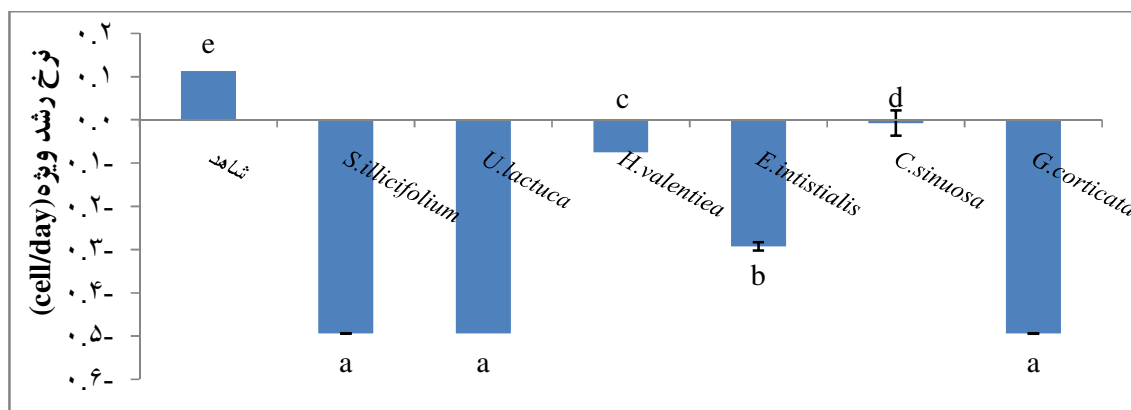 نرخ رشد ویژه(cell/day)
۰.۲
۰.۱
۰.۰
۰.۱-
۰.۲-
۰.۳-
۰.۴-
۰.۵-
۰.۶-
e
c
d
شاهد
S.illicifolium
U.lactuca
H.valentiea
E.intistialis
C.sinuosa
G.corticata
b
a
a
a